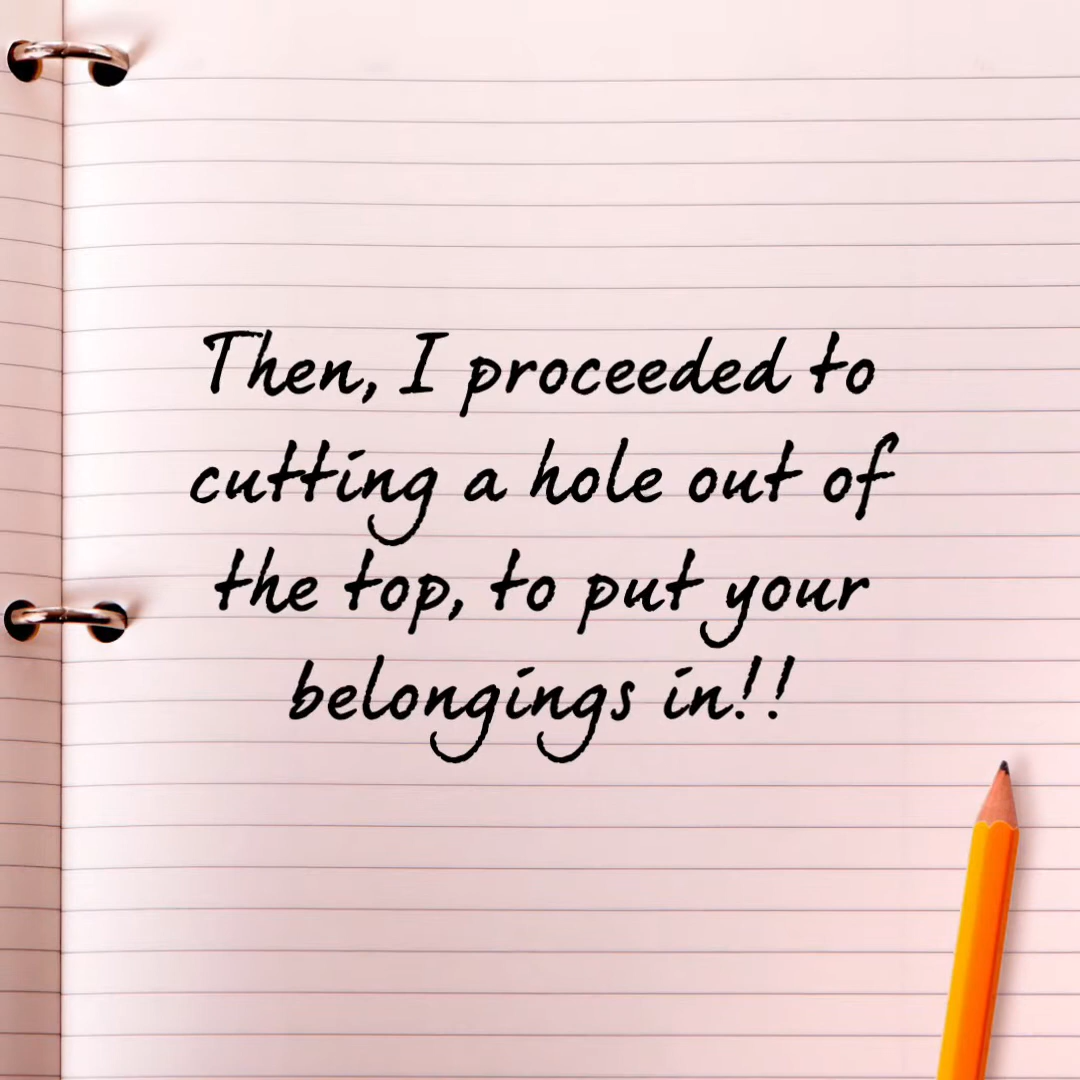 Then, I proceeded to
cutting a hole out of
the top, to put your
belongings in!!